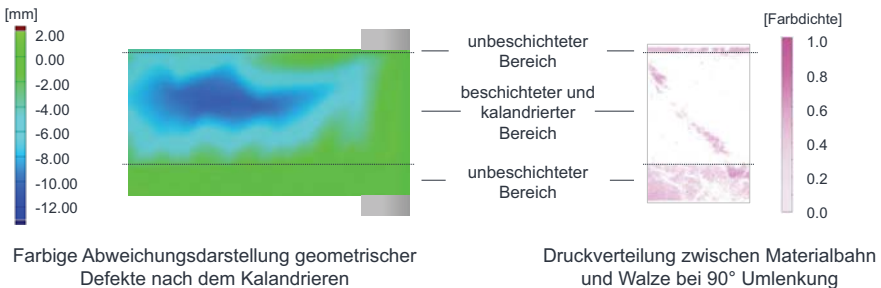 [mm]
2.00
0.00
-2.00
-4.00
-6.00
-8.00
-10.00
-12.00
unbeschichteter
Bereich
beschichteter und
kalandrierter
Bereich
unbeschichteter
Bereich
[Farbdichte]
1.0
0.8
0.6
0.4
0.2
0.0
Farbige Abweichungsdarstellung geometrischer
Defekte nach dem Kalandrieren
Druckverteilung zwischen Materialbahn
und Walze bei 90° Umlenkung